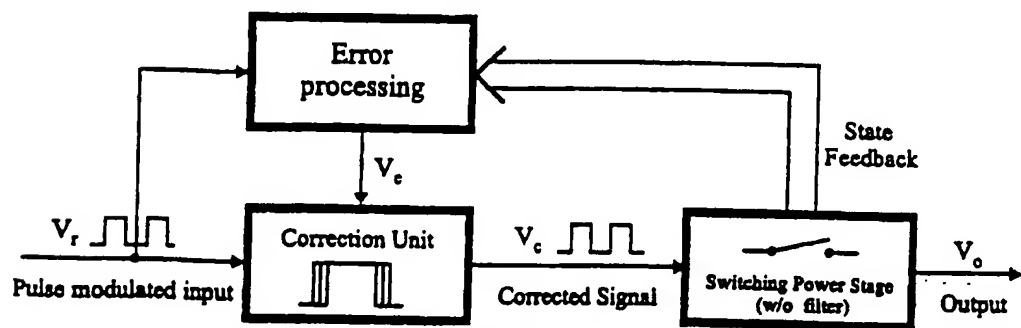 Error
processing
State
Feedback
Ve
Vr
Correction Unit
Vc
Vo
Pulse modulated input
Corrected Signal
Switching Power Stage
(w/o filter)
Output